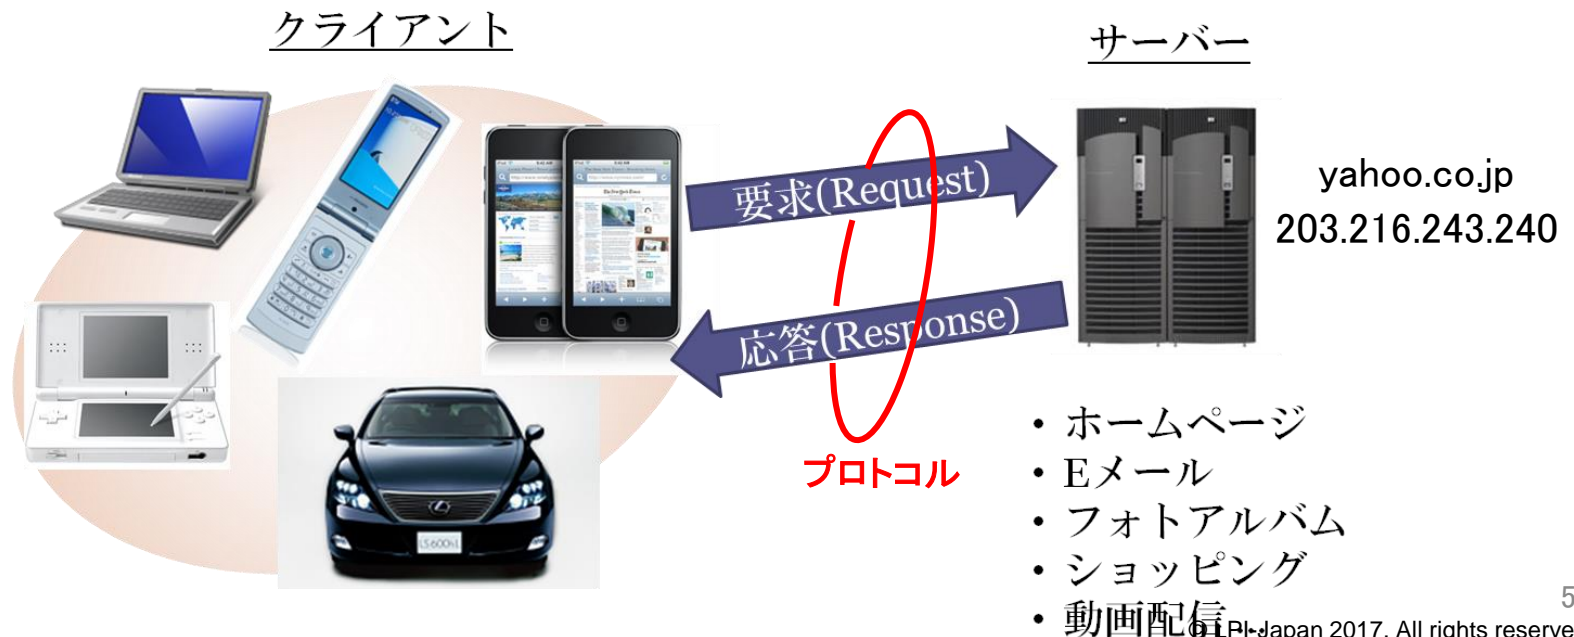 クライアント
サーバー
要求(Request)
yahoo.co.jp
203.216.243.240
応答(Response)
LS600hL
プロトコル
・ホームページ
・Eメール
・フォトアルバム
・ショッピング
・動画配信...
5
LPI-Japan 2017. All rights reserve